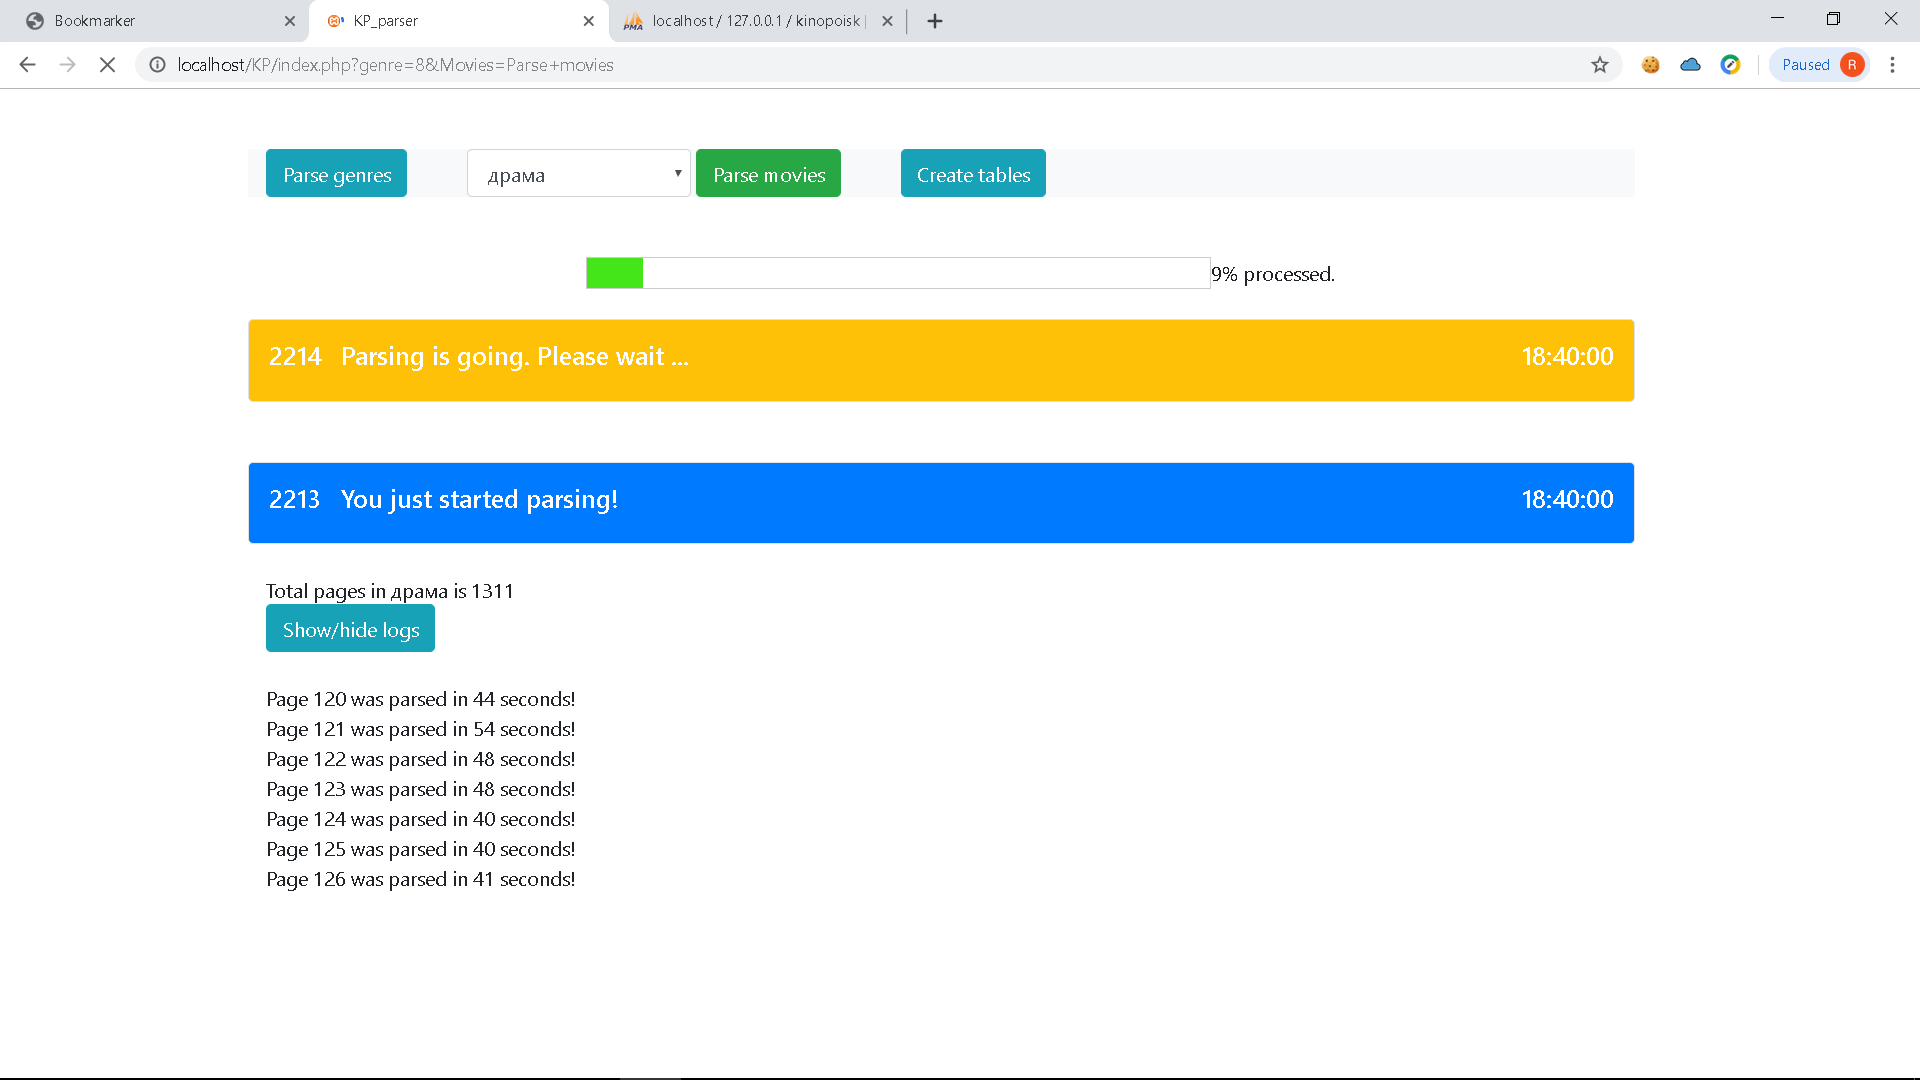 Bookmarker
KP_parser
localhost / 127.0.0.1 / kinopoisk |
localhost/KP/index.php?genre=8&Movies=Parse+movies
Paused
R
Parse genres
драма
Parse movies
Create tables
9% processed.
2214 Parsing is going. Please wait ... 18:40:00
2213 You just started parsing! 18:40:00
Total pages in драма is 1311
Show/hide logs
Page 120 was parsed in 44 seconds!
Page 121 was parsed in 54 seconds!
Page 122 was parsed in 48 seconds!
Page 123 was parsed in 48 seconds!
Page 124 was parsed in 40 seconds!
Page 125 was parsed in 40 seconds!
Page 126 was parsed in 41 seconds!